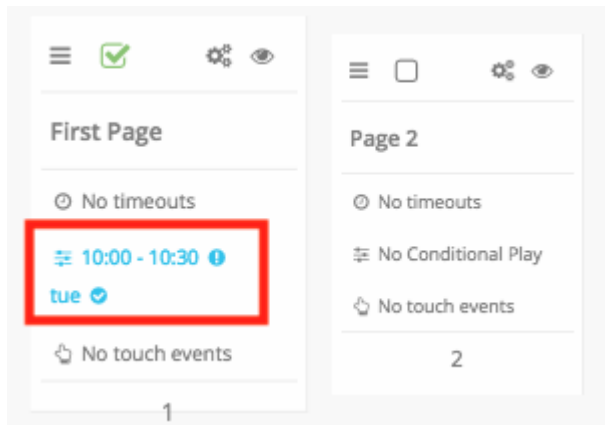 First Page
No timeouts
10:00 - 10:30
tue
No touch events
1
Page 2
No timeouts
No Conditional Play
No touch events
2